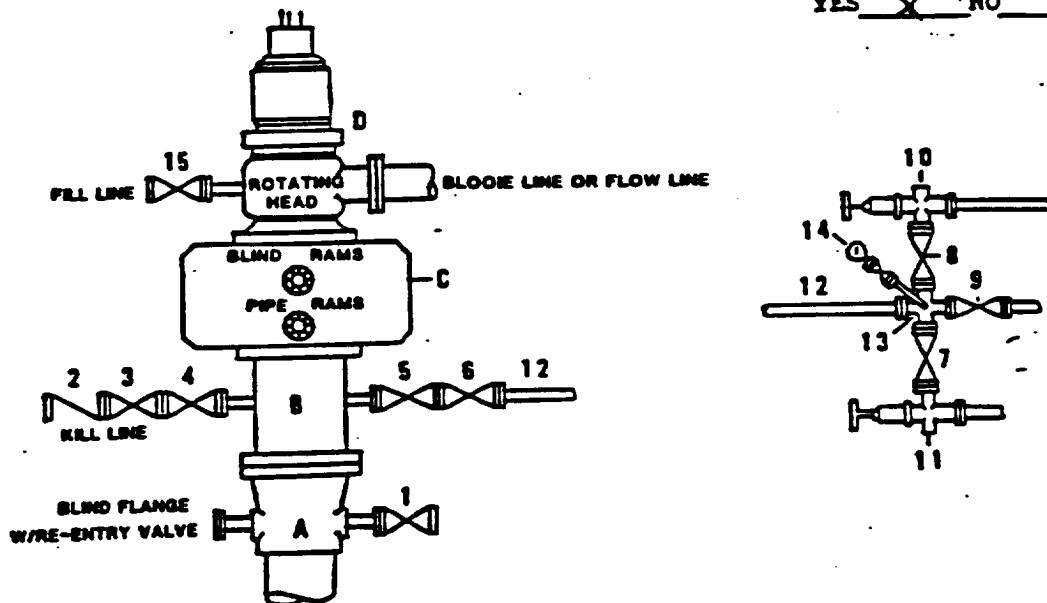 YES X NO
D
15
FILL LINE
ROTATING
HEAD
BLOOIE LINE OR FLOW LINE
BLIND RAMS
C
PIPE RAMS
2 3 4
KILL LINE
B
5 6 12
BLIND FLANGE
W/RE-ENTRY VALVE
A
1
10
14
8
12
9
13
7
11